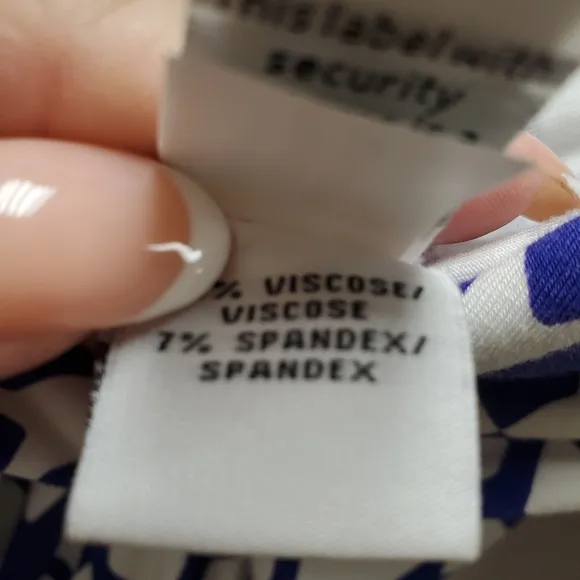 This label with
security
% VISCOSE/
VISCOSE
7% SPANDEX/
SPANDEX